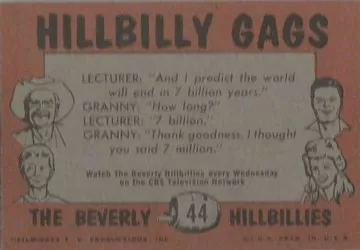 HILLBILLY GAGS
LECTURER: "And I predict the world
will end in 7 billion years."
GRANNY: "How long?"
LECTURER: "7 billion."
GRANNY: "Thank goodness. I thought
you said 7 million."
Watch The Beverly Hillbillies every Wednesday
on the CBS Television Network
THE BEVERLY 44 HILLBILLIES
PRINTED IN U.S.A.